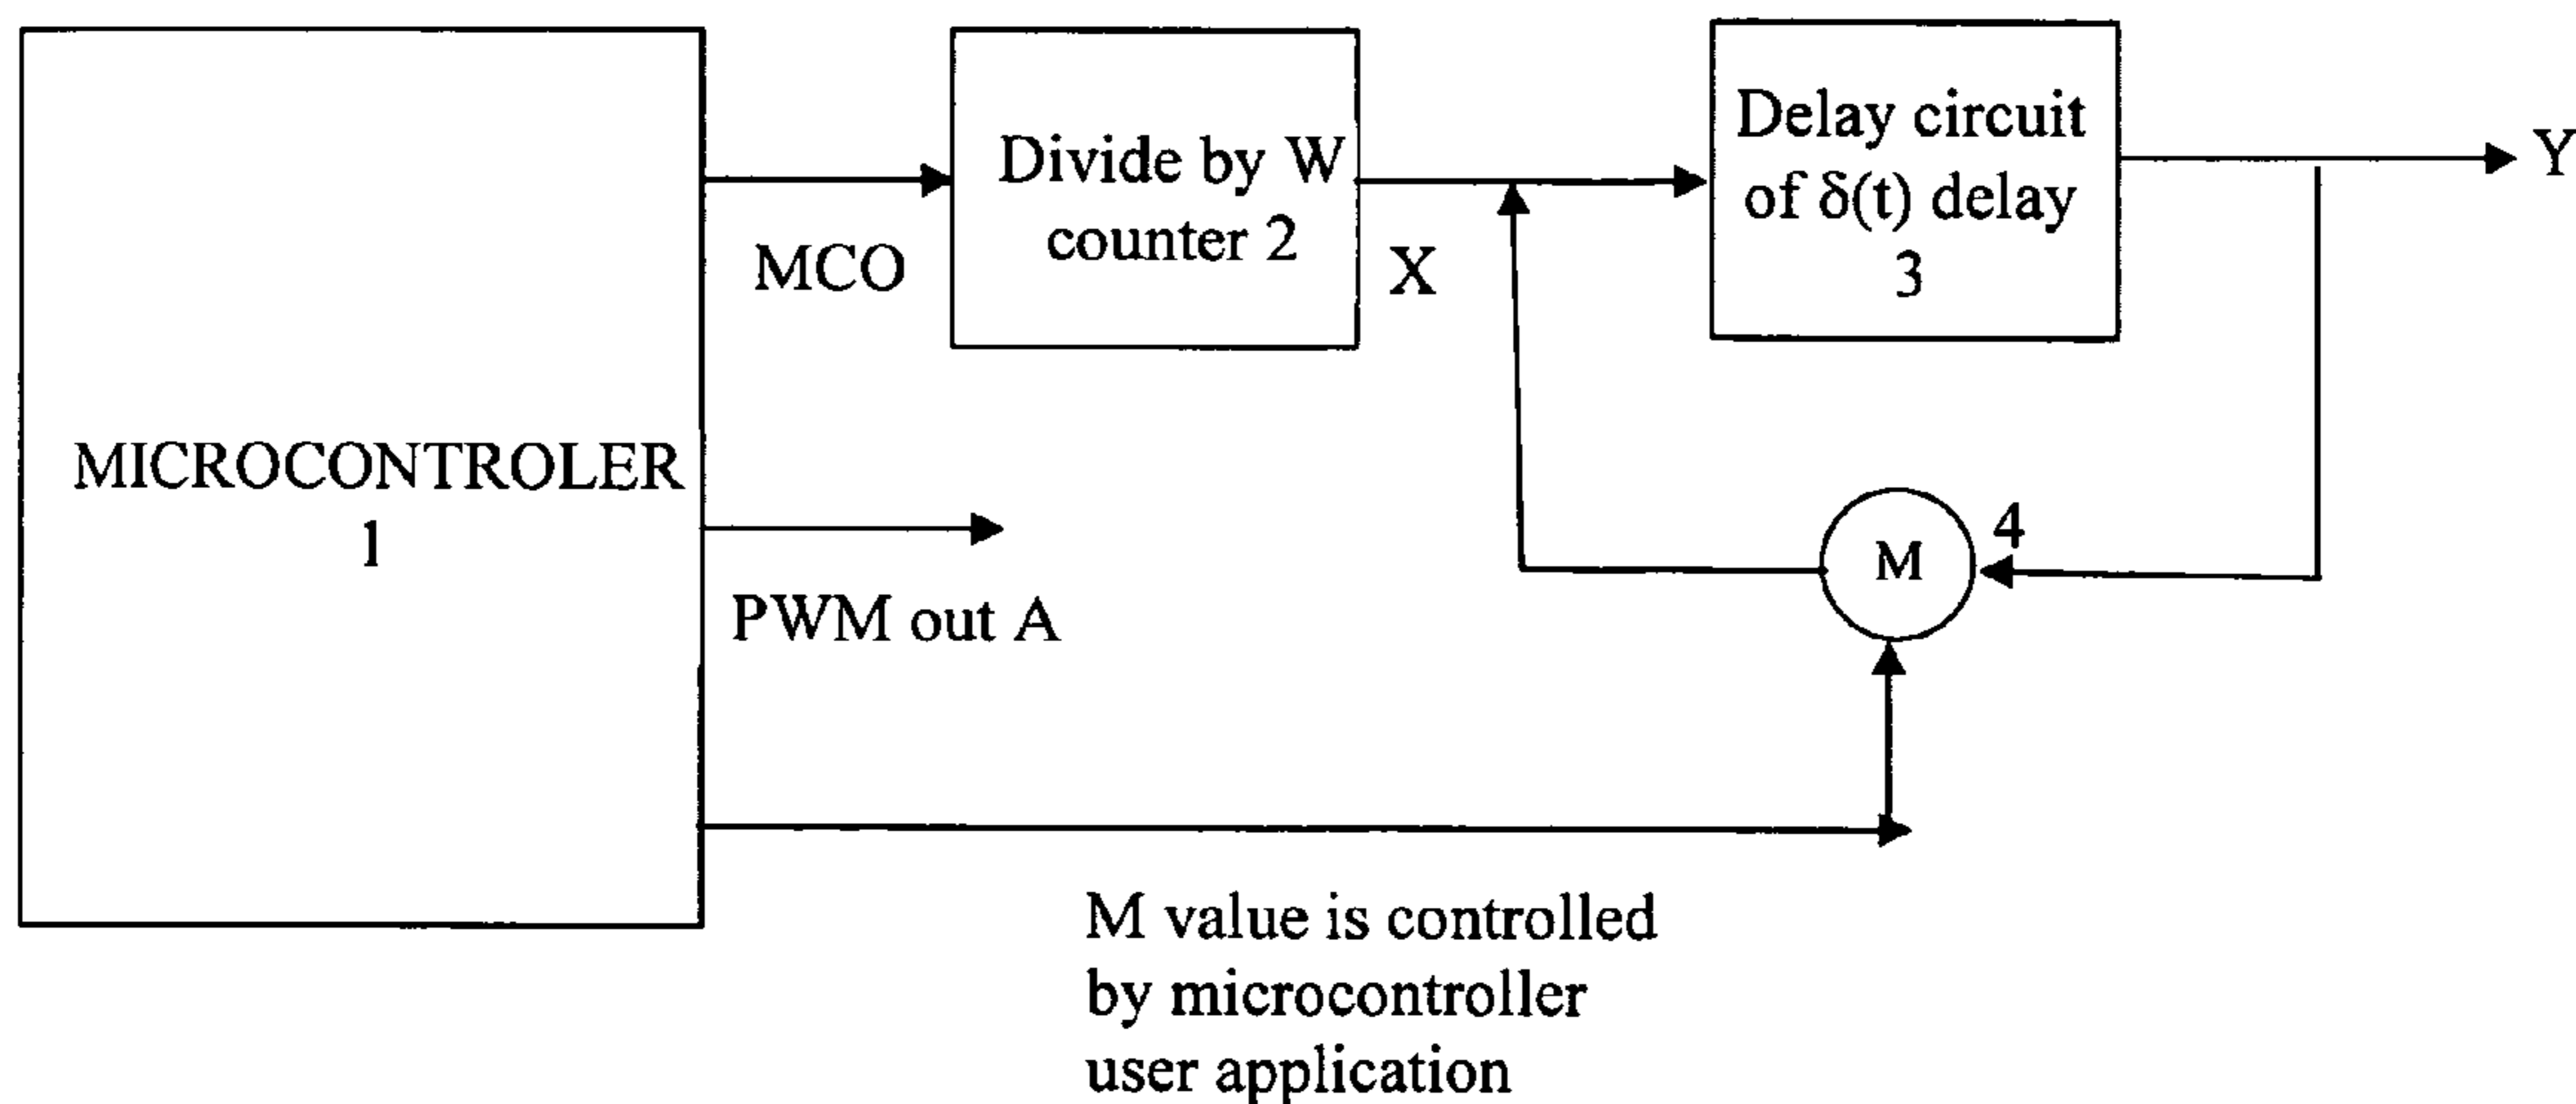 MICROCONTROLER
1
MCO
Divide by W
counter 2
X
Delay circuit
of δ(t) delay
3
Y
PWM out A
M
4
M value is controlled
by microcontroller
user application